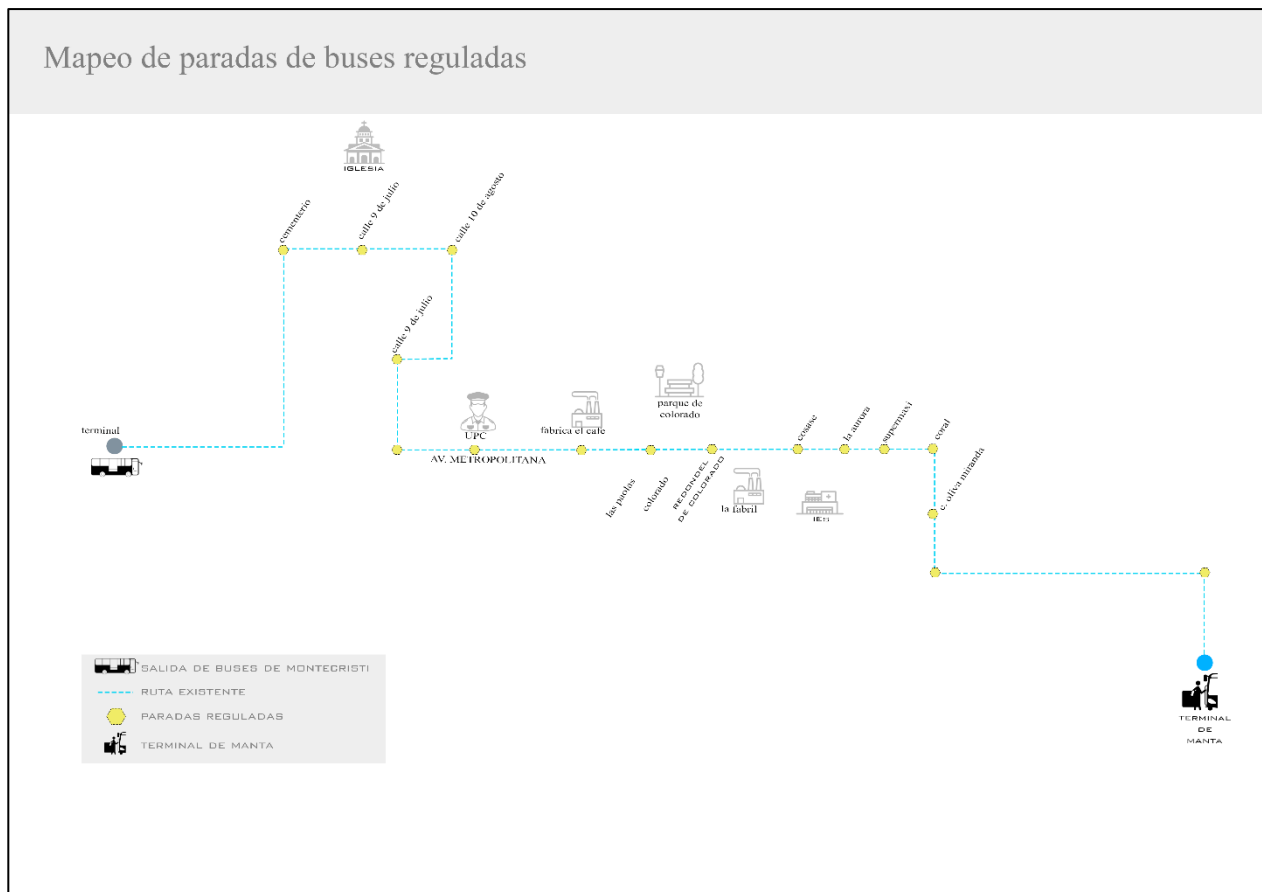 Mapeo de paradas de buses reguladas
IGLESIA
cementerio
calle 9 de julio
calle 10 de agosto
calle 9 de julio
terminal
UPC
AV. METROPOLITANA
fabrica el cafe
parque de
colorado
las paolas
colorado
REDONDEL
DE COLORADO
la fabril
cosase
la aurora
supermaxi
coral
IESS
c. oliva miranda
SALIDA DE BUSES DE MONTECRISTI
RUTA EXISTENTE
PARADAS REGULADAS
TERMINAL DE MANTA
TERMINAL
DE
MANTA